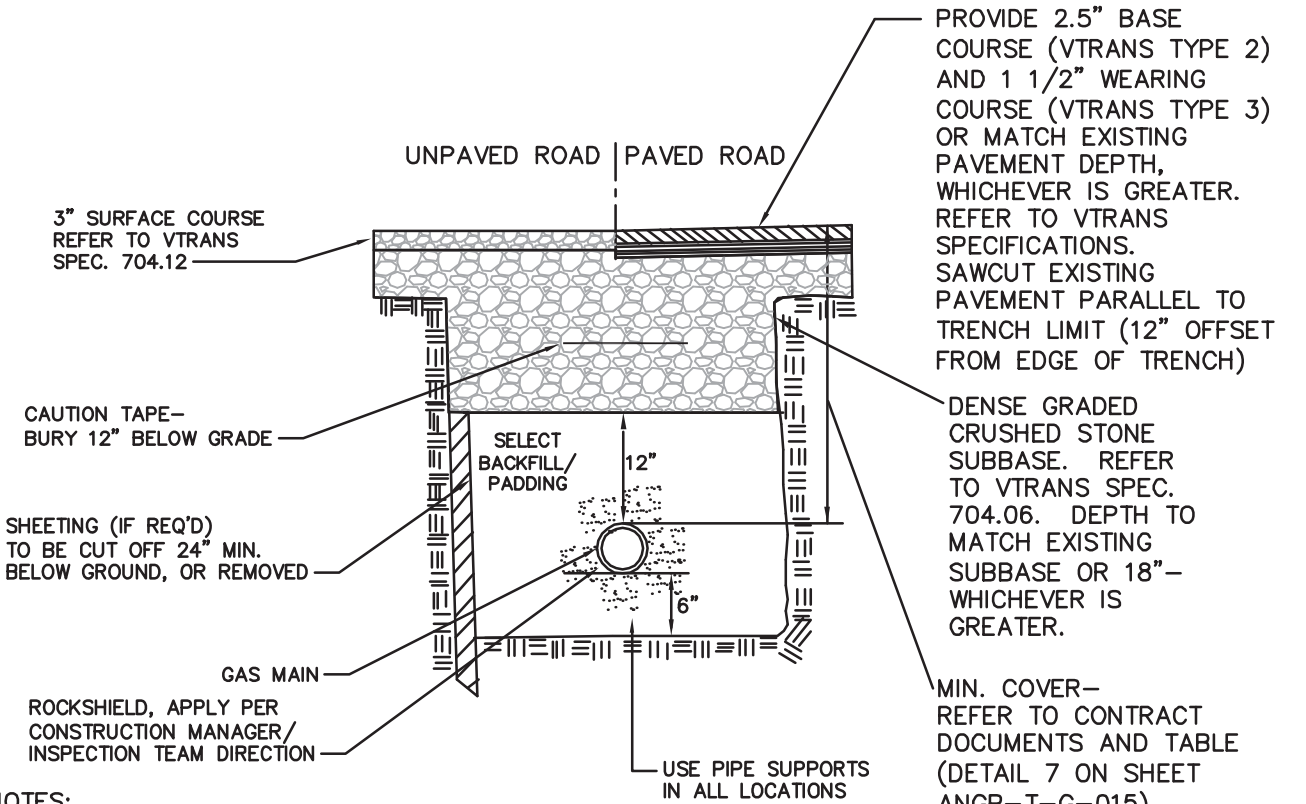 PROVIDE 2.5" BASE
COURSE (VTRANS TYPE 2)
AND 1 1/2" WEARING
COURSE (VTRANS TYPE 3)
OR MATCH EXISTING
PAVEMENT DEPTH,
WHICHEVER IS GREATER.
REFER TO VTRANS
SPECIFICATIONS.
SAWCUT EXISTING
PAVEMENT PARALLEL TO
TRENCH LIMIT (12" OFFSET
FROM EDGE OF TRENCH)
UNPAVED ROAD
PAVED ROAD
3" SURFACE COURSE
REFER TO VTRANS
SPEC. 704.12
CAUTION TAPE–
BURY 12" BELOW GRADE
SELECT
BACKFILL/
PADDING
12"
DENSE GRADED
CRUSHED STONE
SUBBASE. REFER
TO VTRANS SPEC.
704.06. DEPTH TO
MATCH EXISTING
SUBBASE OR 18"–
WHICHEVER IS
GREATER.
SHEETING (IF REQ'D)
TO BE CUT OFF 24" MIN.
BELOW GROUND, OR REMOVED
6"
GAS MAIN
ROCKSHIELD, APPLY PER
CONSTRUCTION MANAGER/
INSPECTION TEAM DIRECTION
USE PIPE SUPPORTS
IN ALL LOCATIONS
MIN. COVER–
REFER TO CONTRACT
DOCUMENTS AND TABLE
(DETAIL 7 ON SHEET
ANGP–T–G–015)
NOTES: